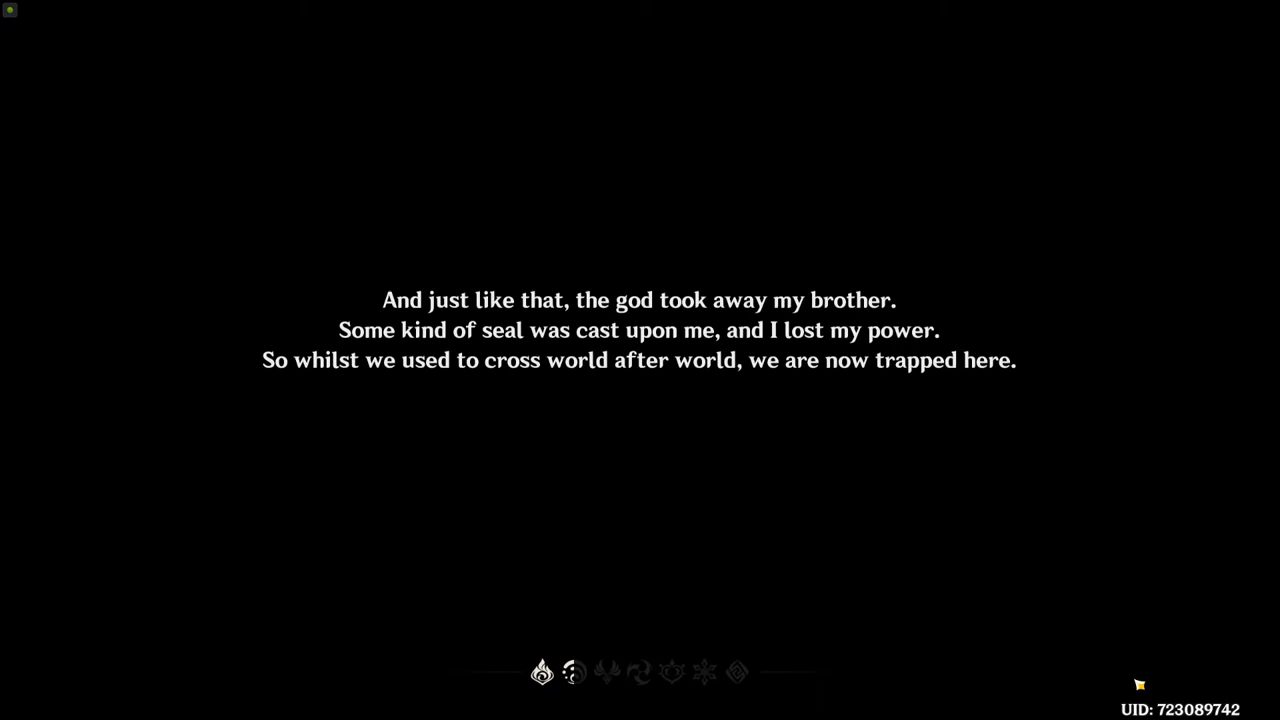 And just like that, the god took away my brother.
Some kind of seal was cast upon me, and I lost my power.
So whilst we used to cross world after world, we are now trapped here.
UID: 723089742